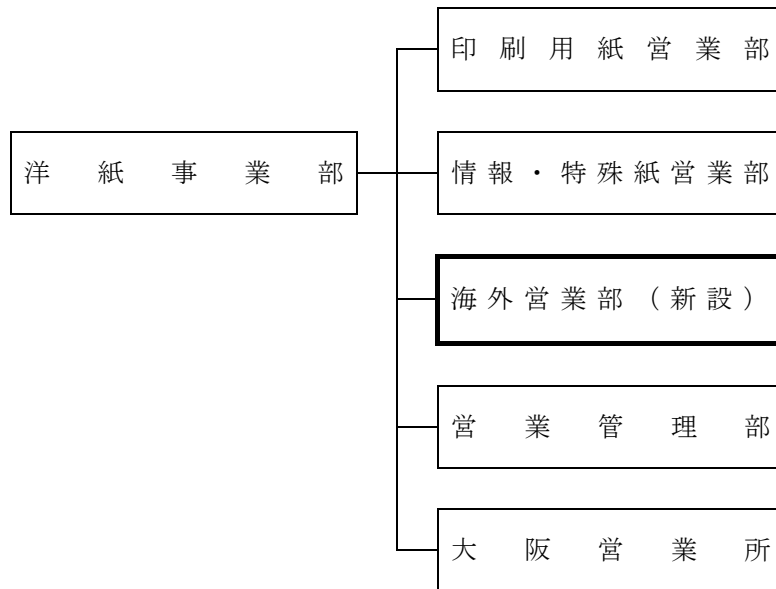 印刷用紙営業部
洋紙事業部
情報・特殊紙営業部
海外営業部（新設）
営業管理部
大阪営業所